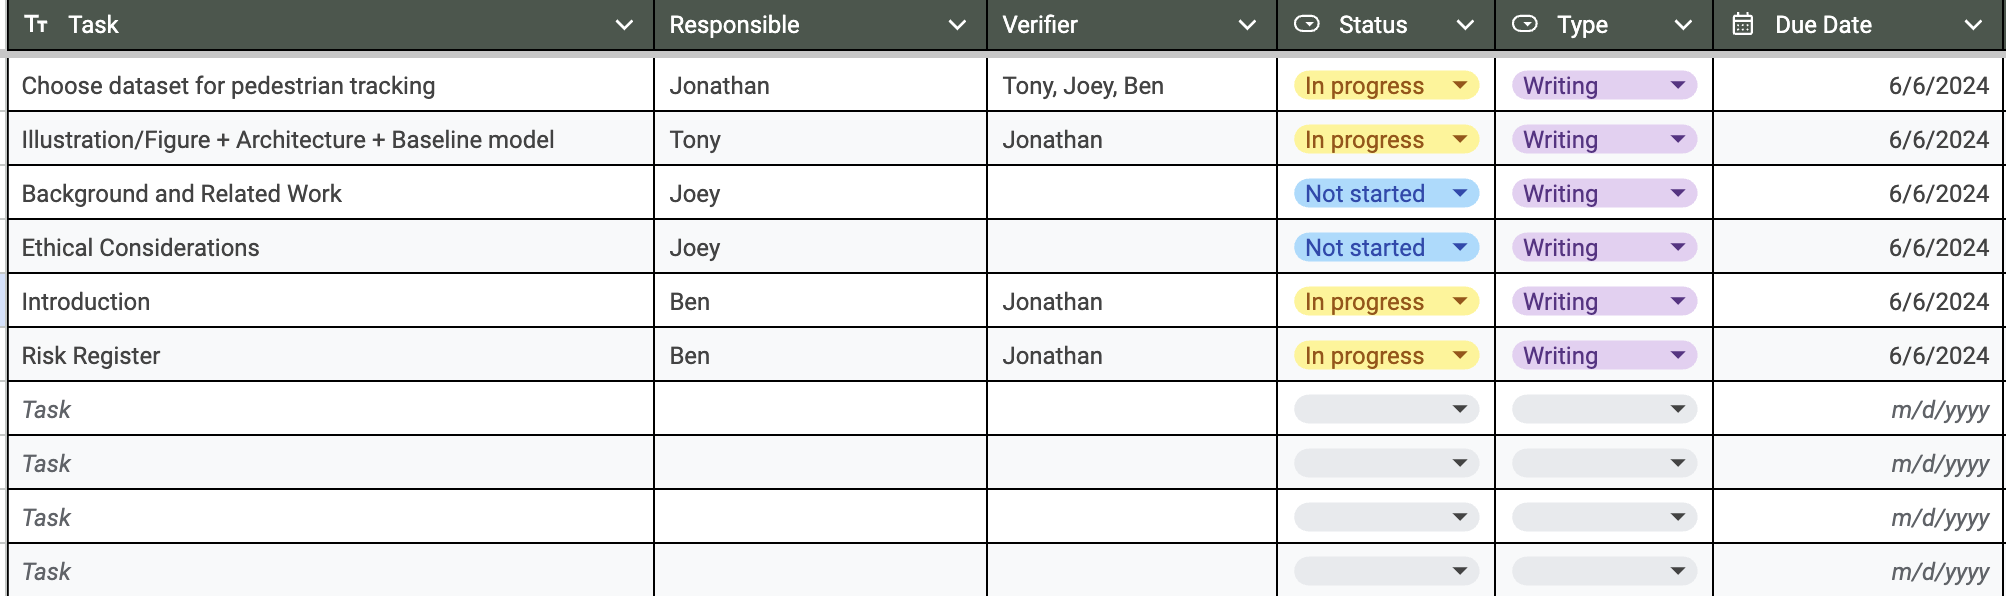 Tт Task Responsible Verifier Status Type Due Date
Choose dataset for pedestrian tracking Jonathan Tony, Joey, Ben In progress Writing 6/6/2024
Illustration/Figure + Architecture + Baseline model Tony Jonathan In progress Writing 6/6/2024
Background and Related Work Joey Not started Writing 6/6/2024
Ethical Considerations Joey Not started Writing 6/6/2024
Introduction Ben Jonathan In progress Writing 6/6/2024
Risk Register Ben Jonathan In progress Writing 6/6/2024
Task m/d/yyyy
Task m/d/yyyy
Task m/d/yyyy
Task m/d/yyyy